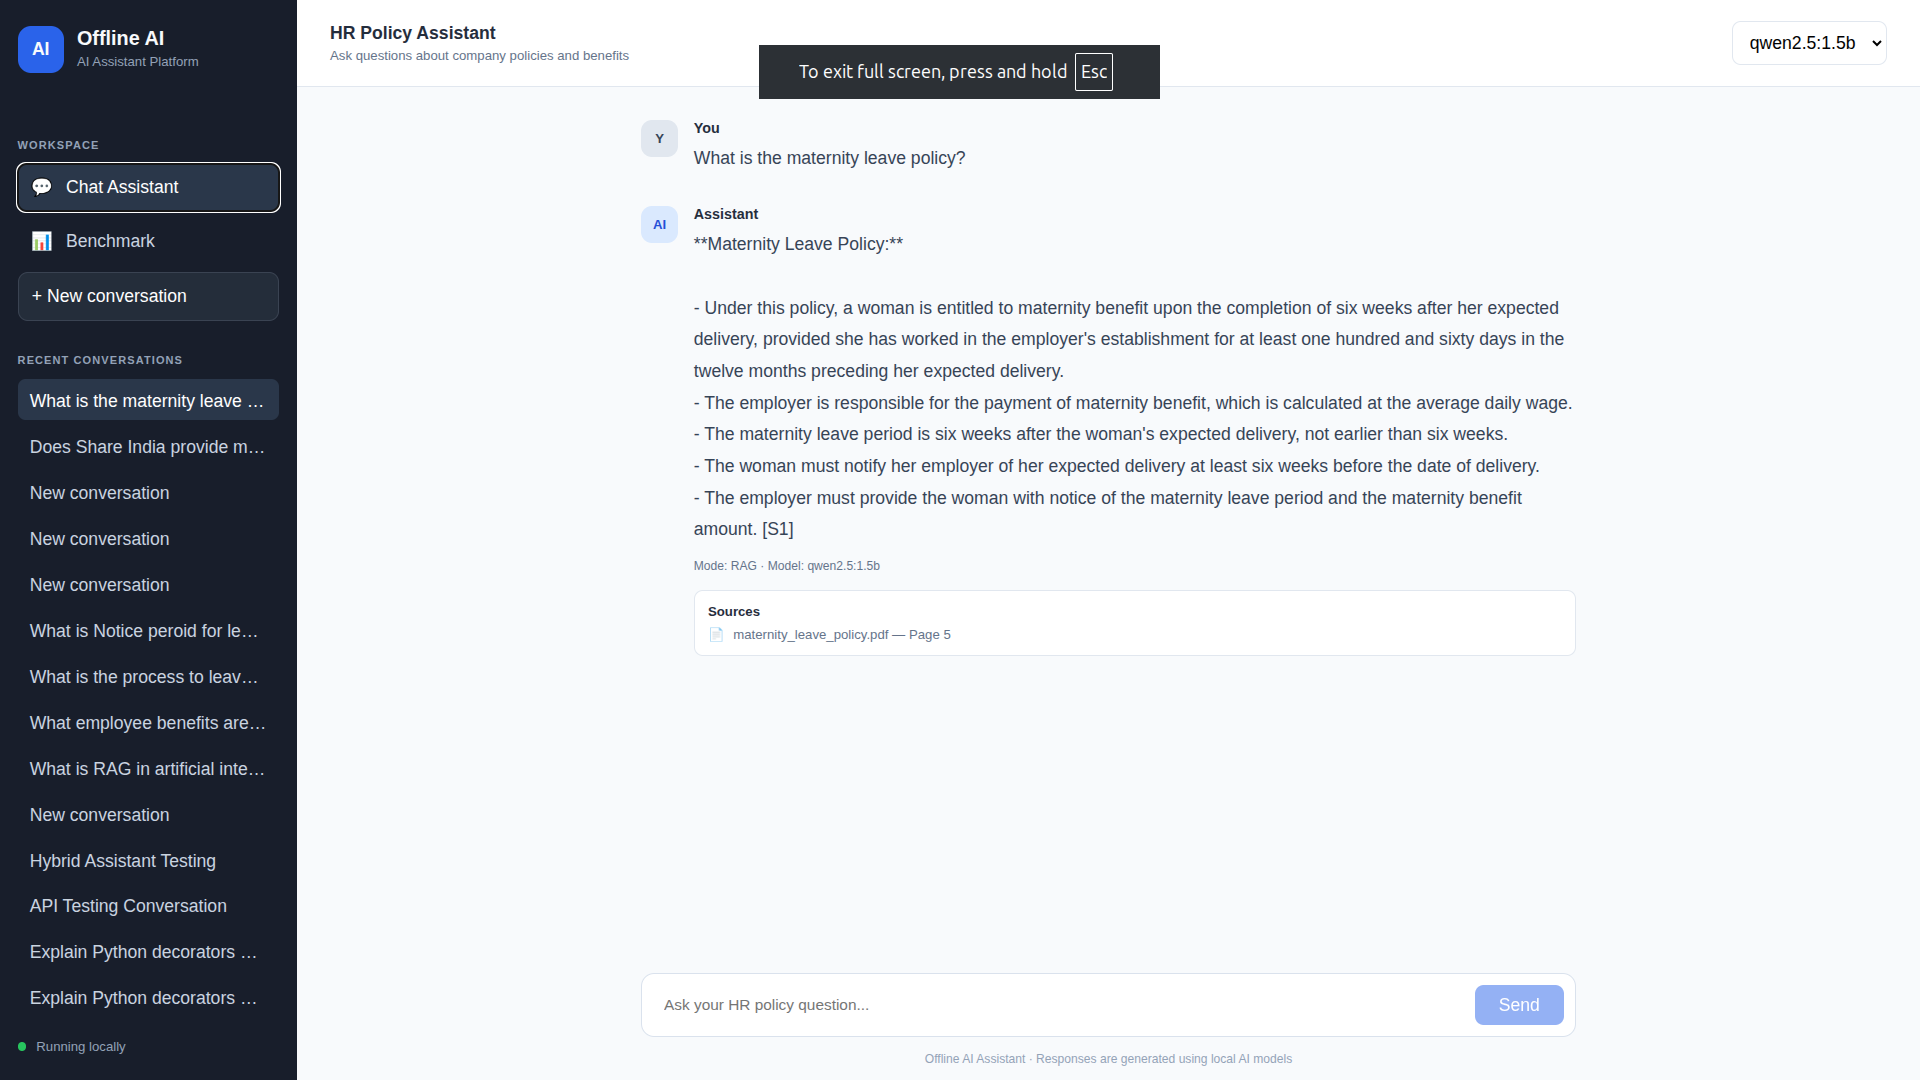 AI
Offline AI
AI Assistant Platform
WORKSPACE
Chat Assistant
Benchmark
+ New conversation
RECENT CONVERSATIONS
What is the maternity leave …
Does Share India provide m…
New conversation
New conversation
New conversation
What is Notice peroid for le…
What is the process to leav…
What employee benefits are…
What is RAG in artificial inte…
New conversation
Hybrid Assistant Testing
API Testing Conversation
Explain Python decorators …
Explain Python decorators …
Running locally
HR Policy Assistant
Ask questions about company policies and benefits
To exit full screen, press and hold Esc
qwen2.5:1.5b
Y
You
What is the maternity leave policy?
AI
Assistant
**Maternity Leave Policy:**
- Under this policy, a woman is entitled to maternity benefit upon the completion of six weeks after her expected
delivery, provided she has worked in the employer's establishment for at least one hundred and sixty days in the
twelve months preceding her expected delivery.
- The employer is responsible for the payment of maternity benefit, which is calculated at the average daily wage.
- The maternity leave period is six weeks after the woman's expected delivery, not earlier than six weeks.
- The woman must notify her employer of her expected delivery at least six weeks before the date of delivery.
- The employer must provide the woman with notice of the maternity leave period and the maternity benefit
amount. [S1]
Mode: RAG · Model: qwen2.5:1.5b
Sources
maternity_leave_policy.pdf — Page 5
Ask your HR policy question...
Send
Offline AI Assistant · Responses are generated using local AI models